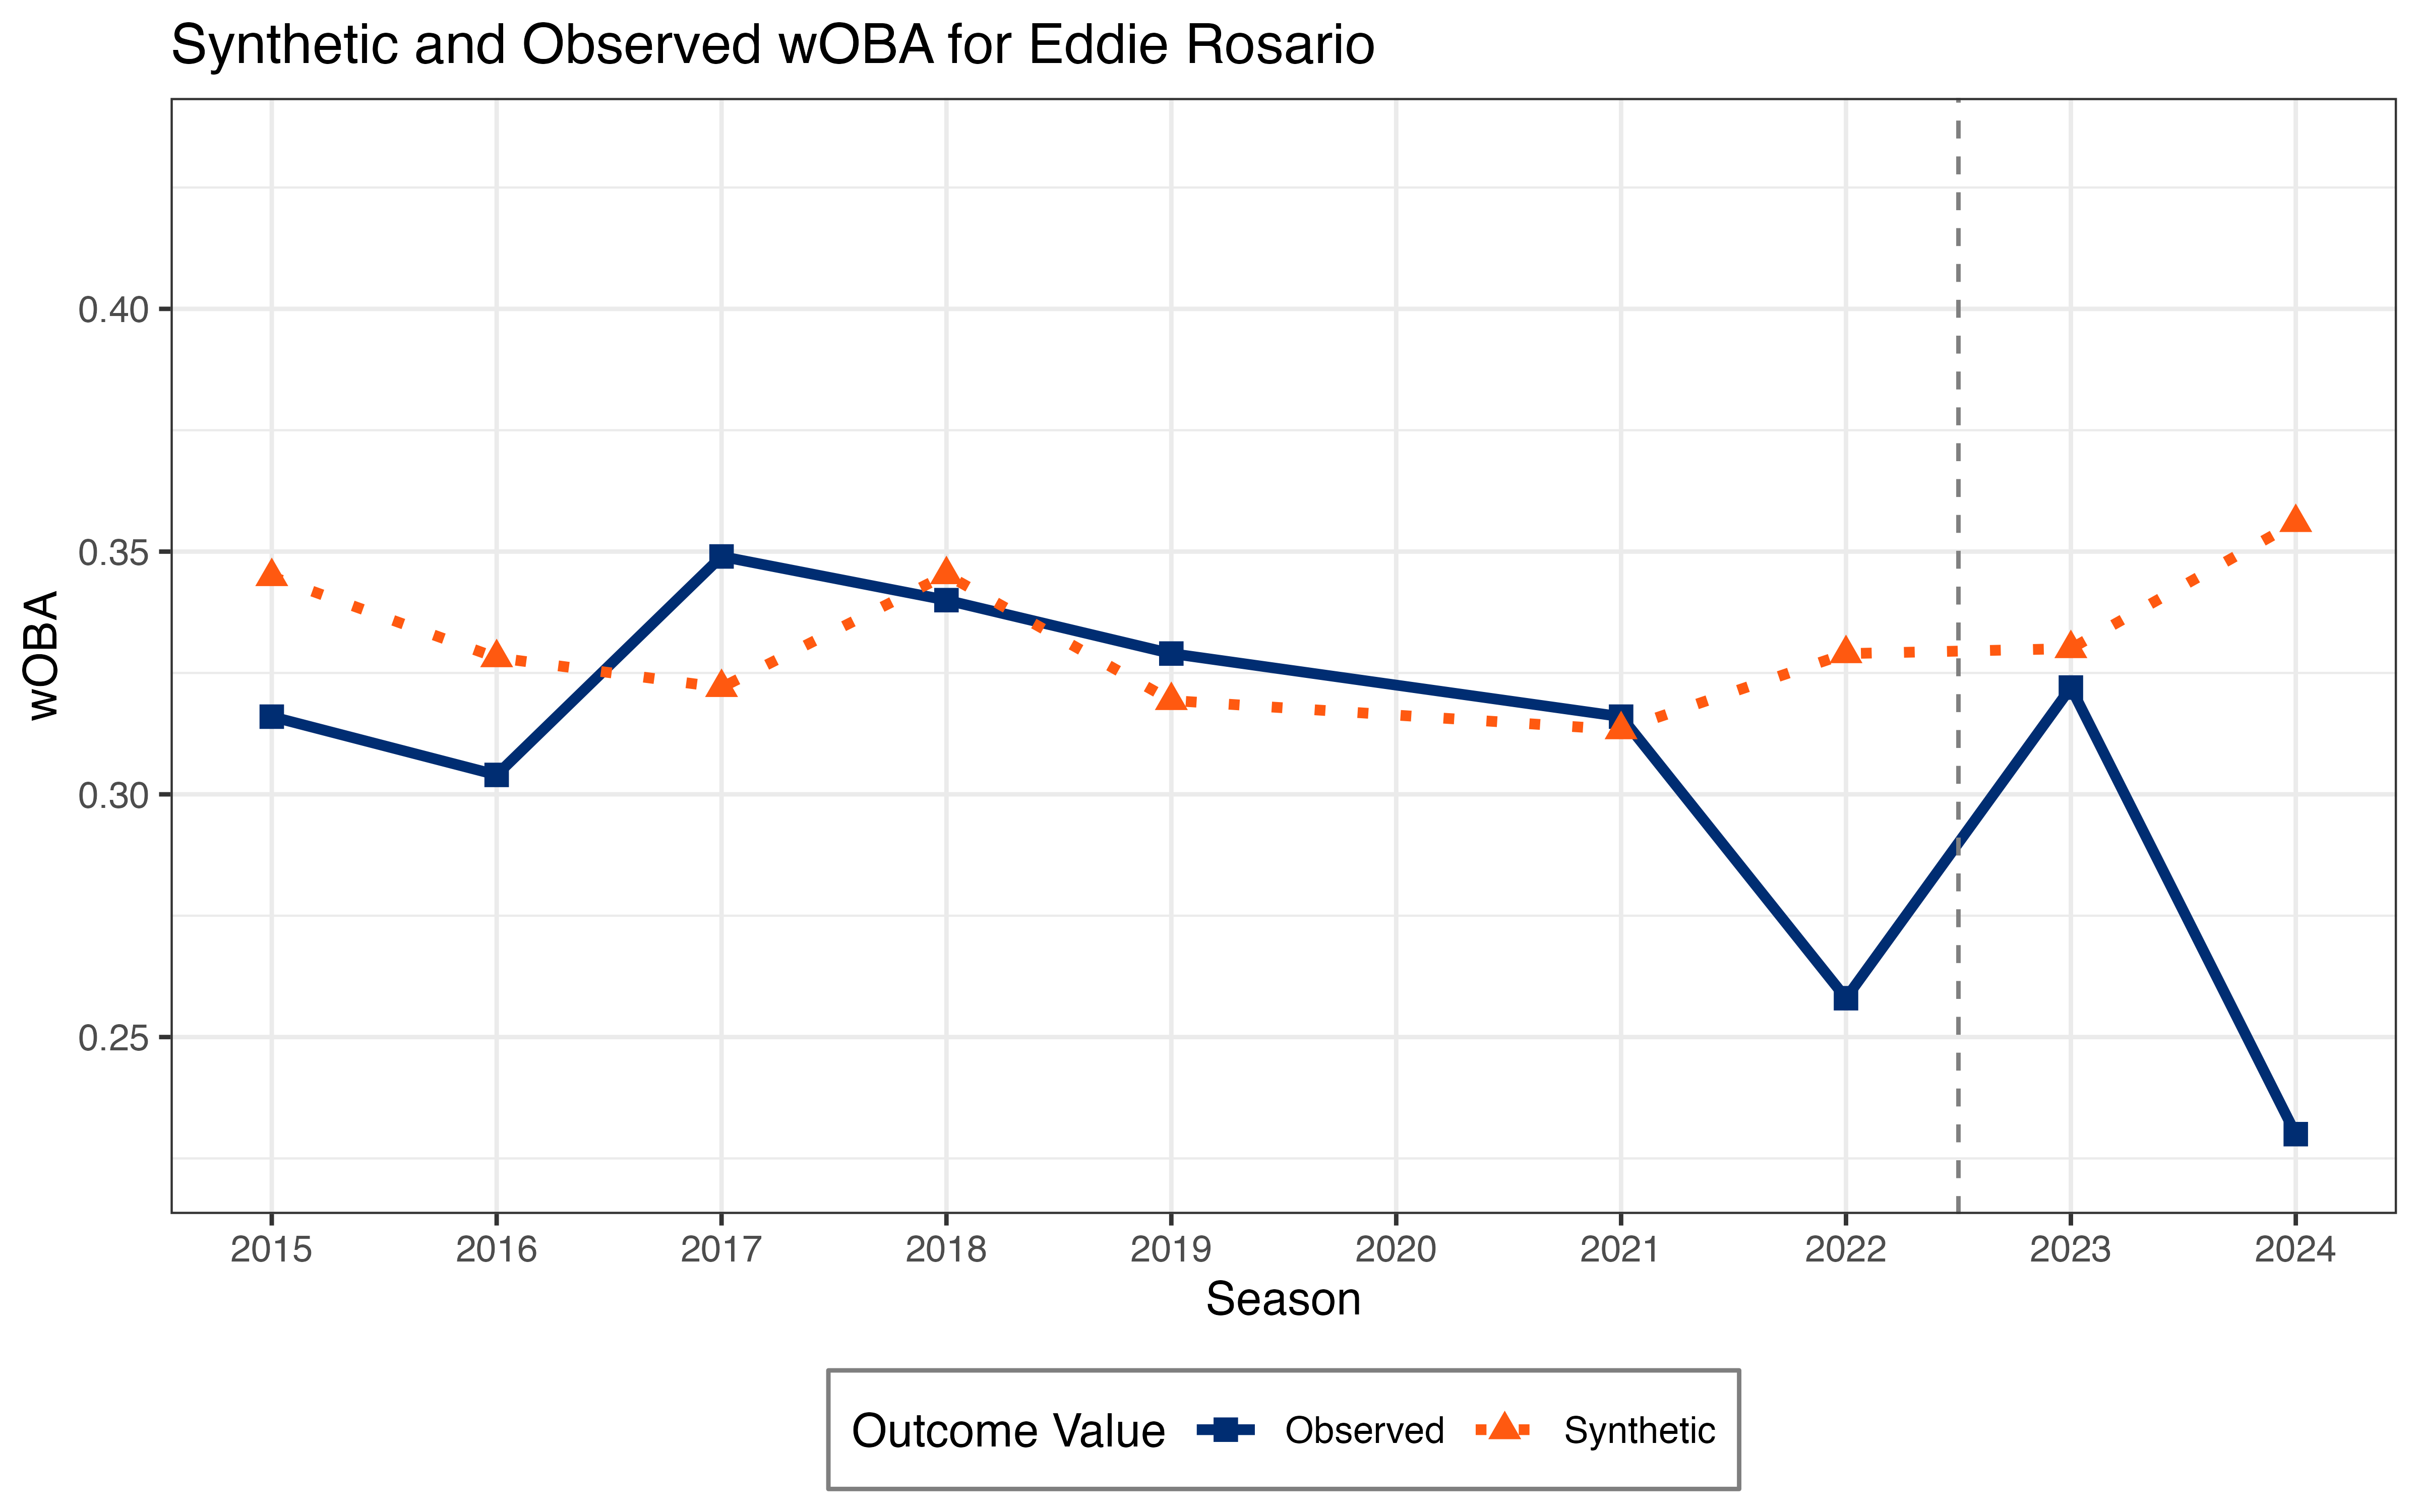 Synthetic and Observed wOBA for Eddie Rosario
wOBA
0.40
0.35
0.30
0.25
2015 2016 2017 2018 2019 2020 2021 2022 2023 2024
Season
Outcome Value Observed Synthetic